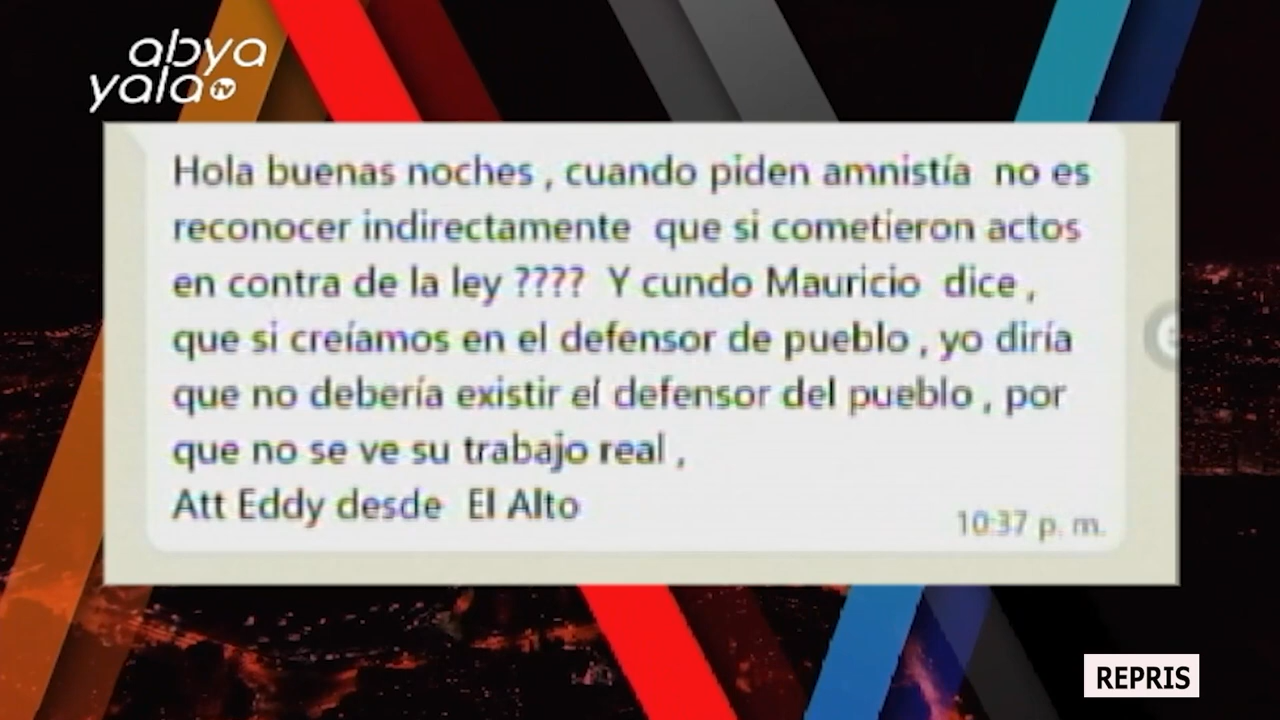 abya
yala tv
Hola buenas noches , cuando piden amnistía no es
reconocer indirectamente que si cometieron actos
en contra de la ley ???? Y cundo Mauricio dice ,
que si creíamos en el defensor de pueblo , yo diría
que no debería existir el defensor del pueblo , por
que no se ve su trabajo real ,
Att Eddy desde El Alto
10:37 p. m.
REPRIS